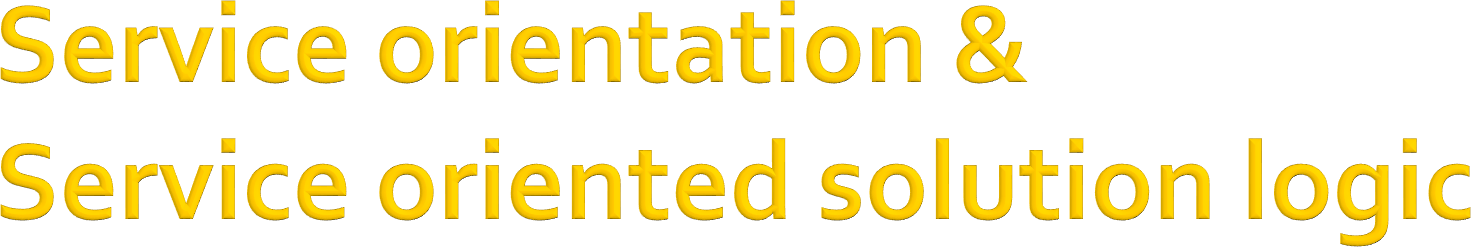 Service orientation &
Service oriented solution logic